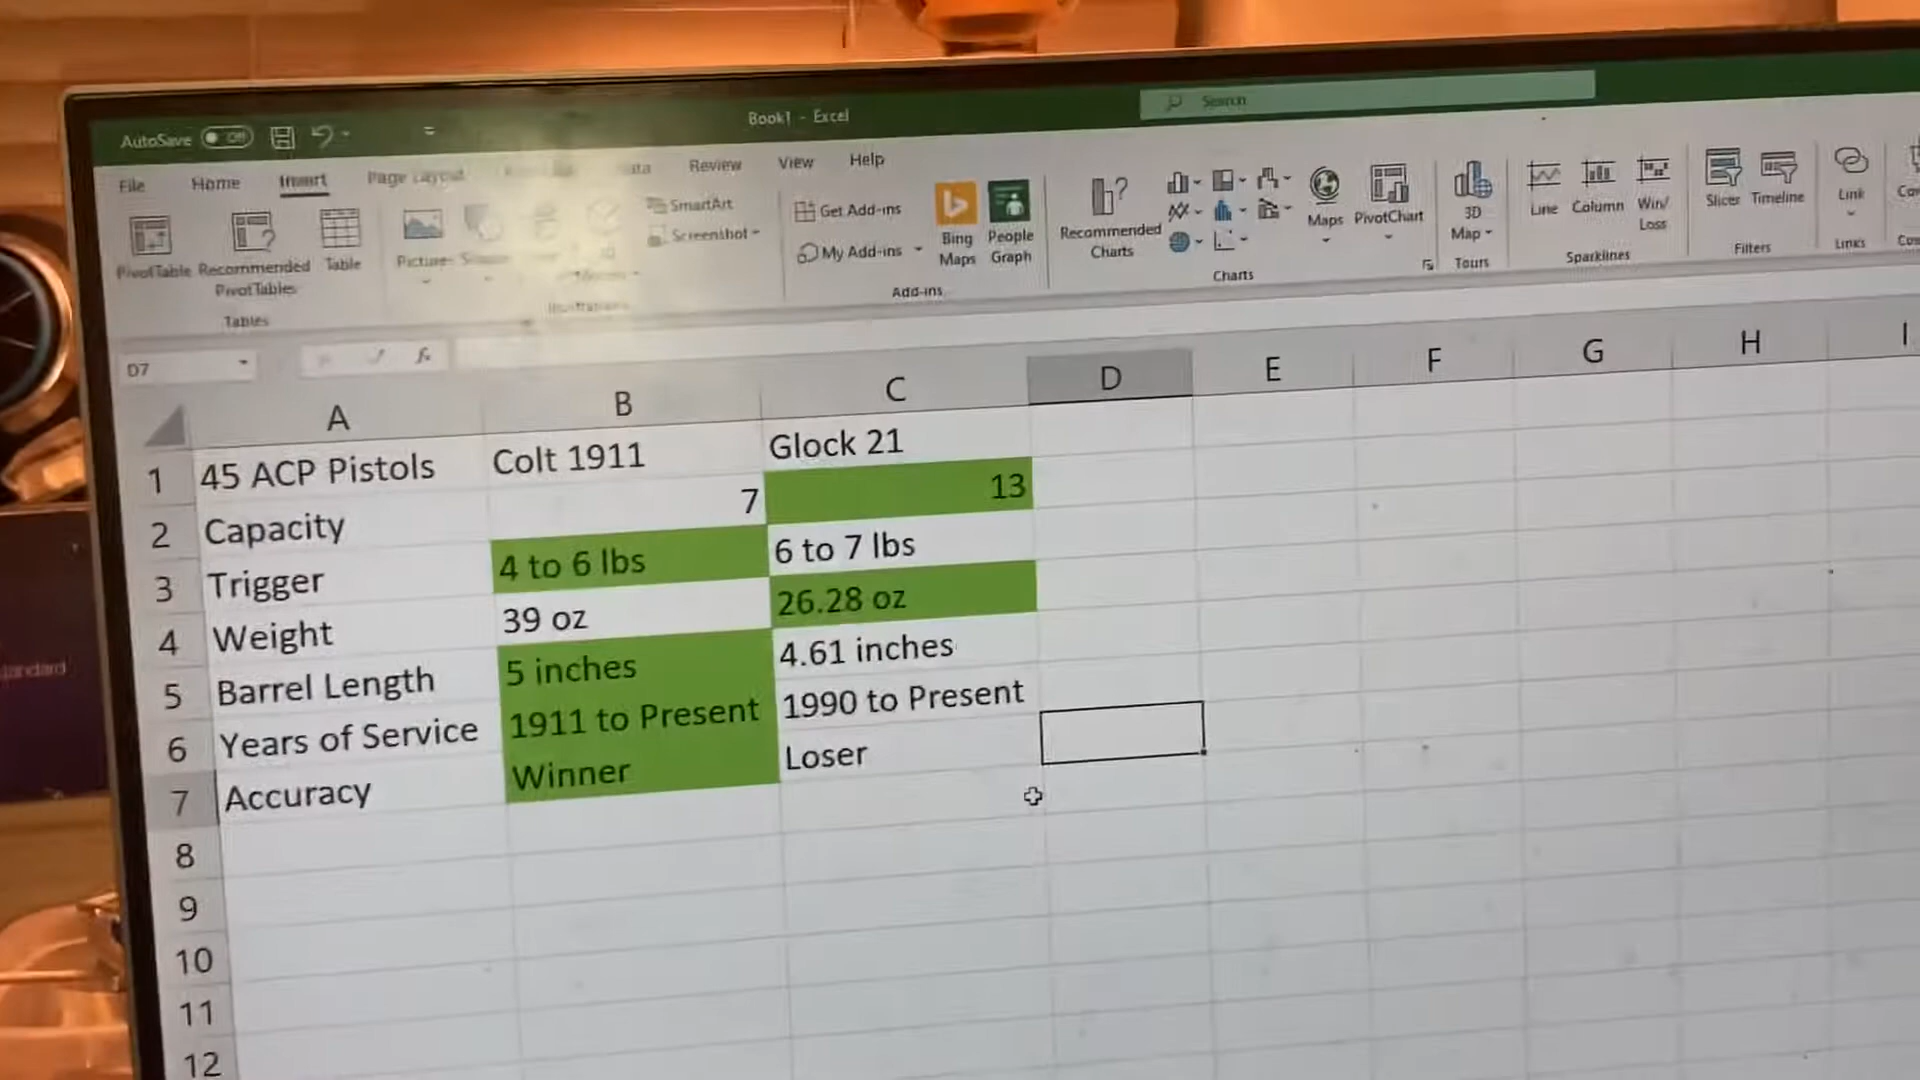 AutoSave Off
Book1 - Excel
Search
File Home Insert Page Layout Review View Help
PivotTable
Recommended PivotTables
Table
Tables
Pictures
SmartArt
Screenshot
Get Add-ins
My Add-ins
Bing Maps
People Graph
Add-ins
Recommended Charts
Maps
PivotChart
Charts
3D Map
Tours
Line
Column
Win/Loss
Sparklines
Slicer
Timeline
Filters
Link
Links
D7
fx
A B C D E F G H I
1 45 ACP Pistols Colt 1911 Glock 21
2 Capacity 7 13
3 Trigger 4 to 6 lbs 6 to 7 lbs
4 Weight 39 oz 26.28 oz
5 Barrel Length 5 inches 4.61 inches
6 Years of Service 1911 to Present 1990 to Present
7 Accuracy Winner Loser
8
9
10
11
12